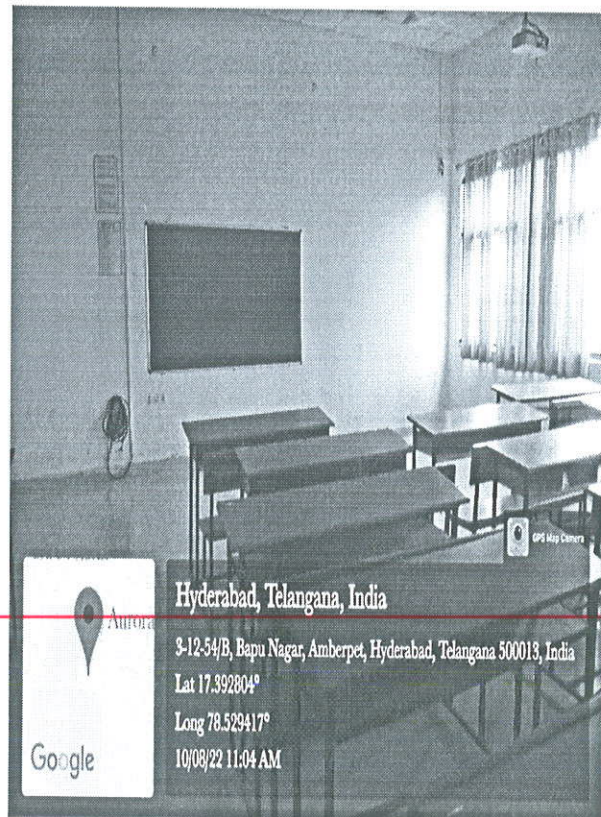 GPS Map Camera
Hyderabad, Telangana, India
Aurora
3-12-54/B, Bapu Nagar, Amberpet, Hyderabad, Telangana 500013, India
Lat 17.392804°
Long 78.529417°
Google
10/08/22 11:04 AM